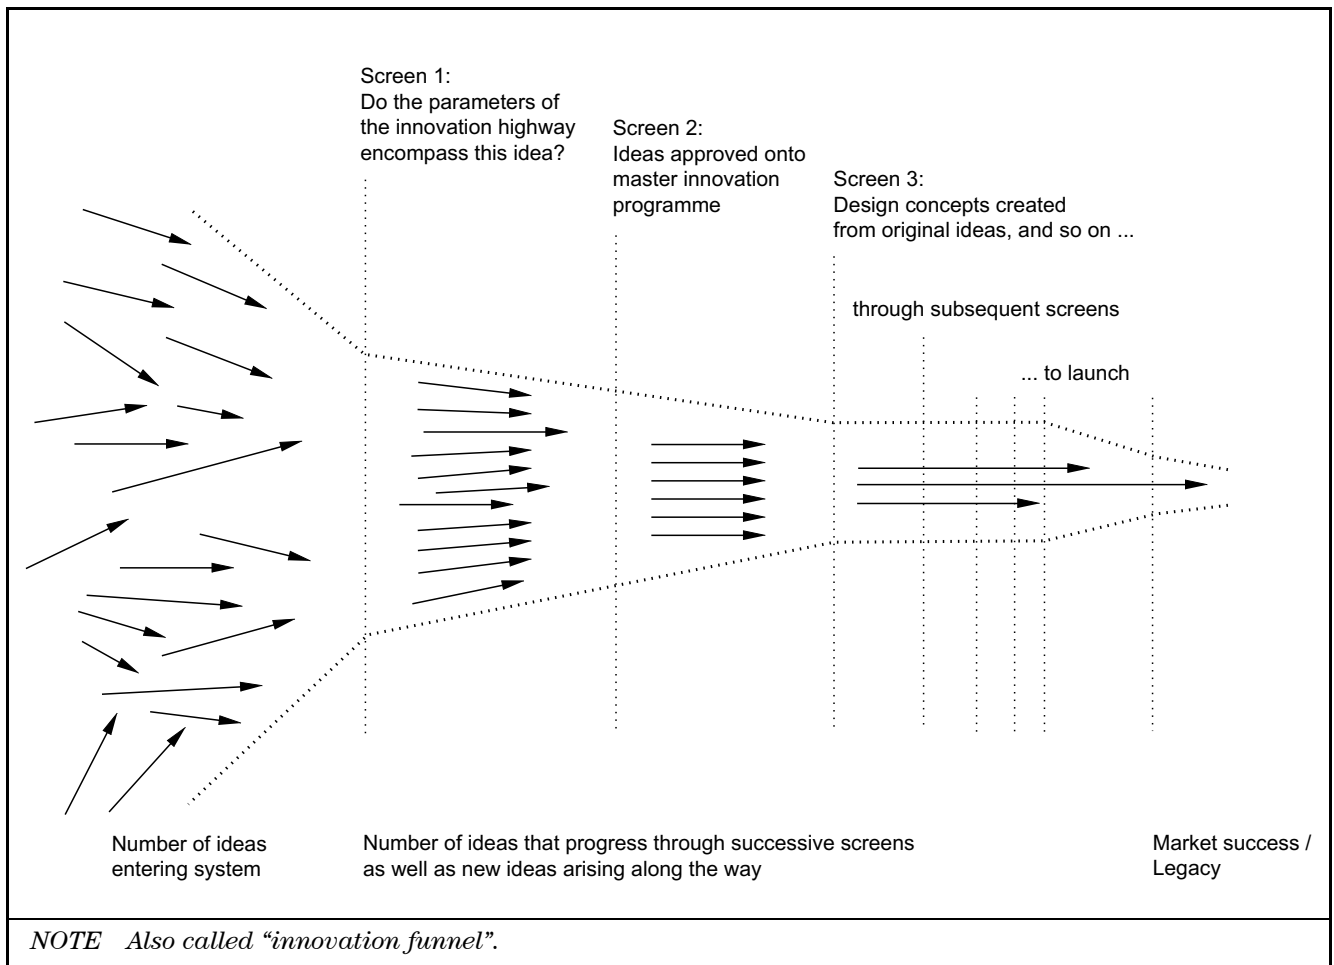 Screen 1:
Do the parameters of
the innovation highway
encompass this idea?
Screen 2:
Ideas approved onto
master innovation
programme
Screen 3:
Design concepts created
from original ideas, and so on ...
through subsequent screens
... to launch
Number of ideas
entering system
Number of ideas that progress through successive screens
as well as new ideas arising along the way
Market success /
Legacy
NOTE Also called “innovation funnel”.